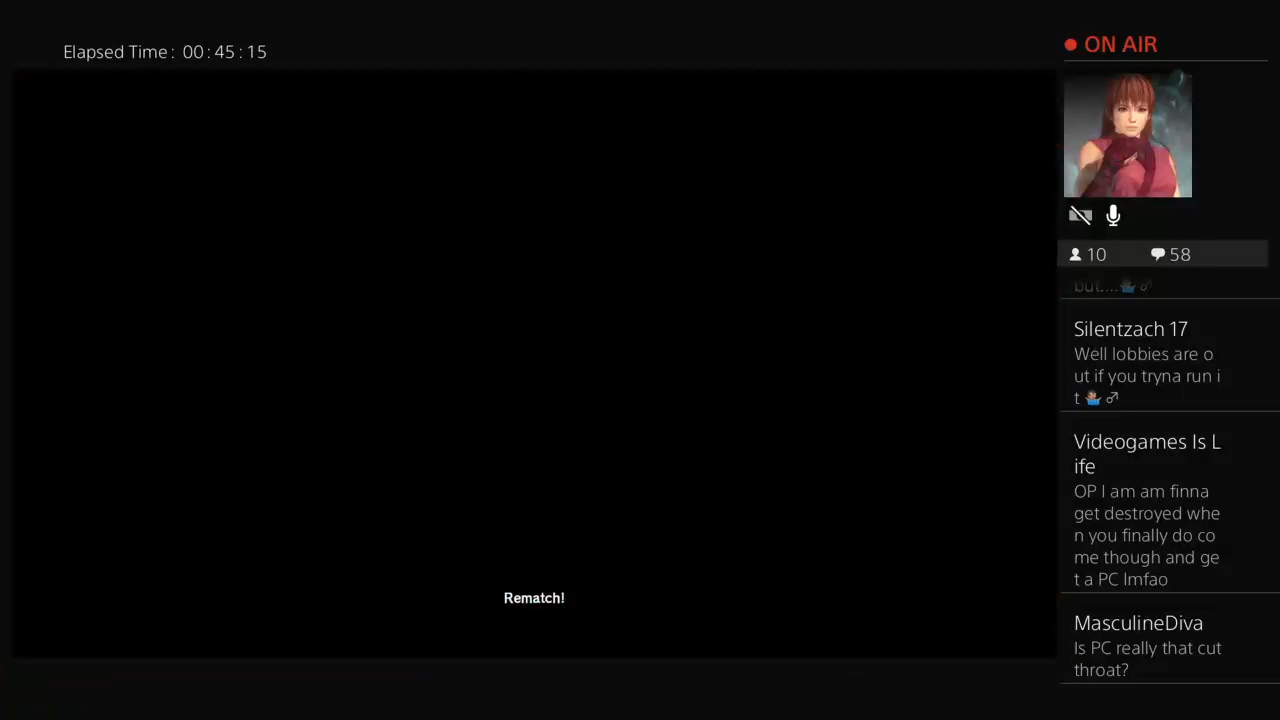 Elapsed Time: 00:45:15
ON AIR
10 58
but....🤷🏽♂
Silentzach 17
Well lobbies are o
ut if you tryna run i
t 🤷🏽♂
Videogames Is L
ife
OP I am am finna
get destroyed whe
n you finally do co
me though and ge
t a PC lmfao
Rematch!
MasculineDiva
Is PC really that cut
throat?